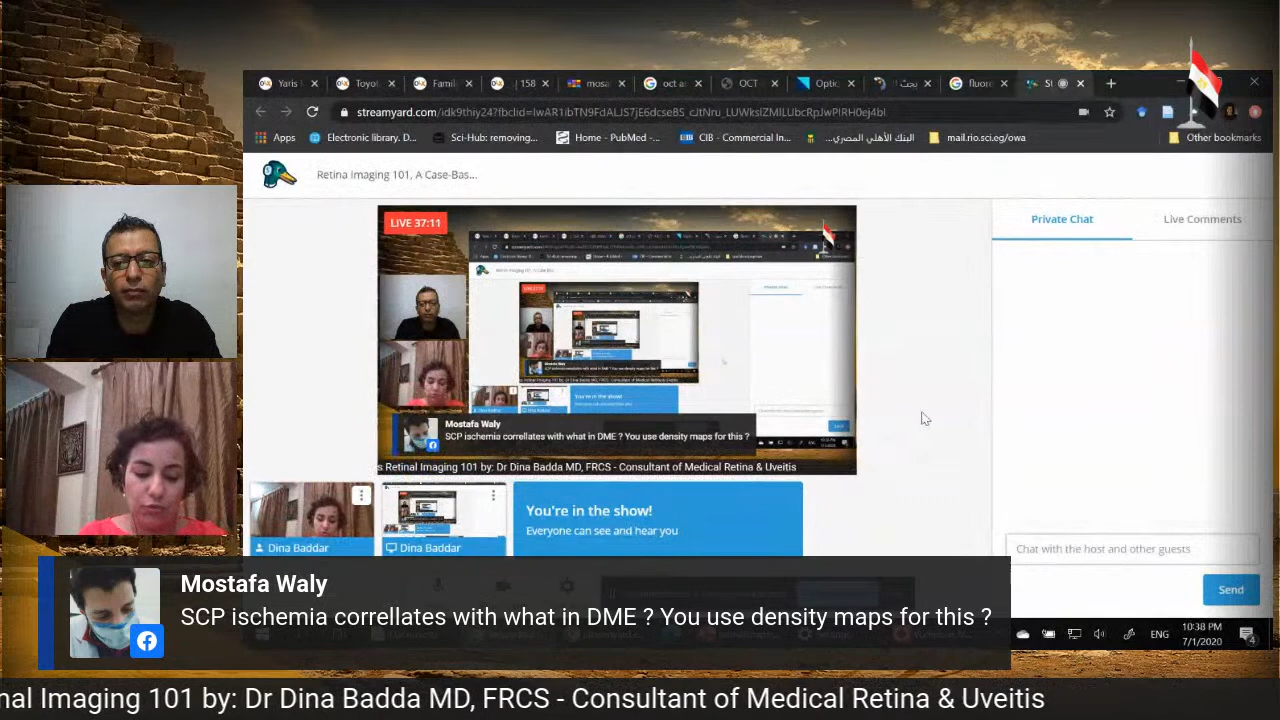 Yaris
Toyo
Famil
158
mosa
oct a
OCT
Optic
بحث
fluore
streamyard.com/idk9thiy24?fbclid=
Apps
Electronic library. D...
Sci-Hub: removing...
Home - PubMed -...
CIB - Commercial In...
البنك الأهلي المصري...
mail.rio.sci.eg/owa
Other bookmarks
Retina Imaging 101, A Case-Bas...
Private Chat
Live Comments
LIVE 37:11
Mostafa Waly
SCP ischemia correllates with what in DME ? You use density maps for this ?
s Retinal Imaging 101 by: Dr Dina Badda MD, FRCS - Consultant of Medical Retina & Uveitis
You're in the show!
Everyone can see and hear you
Dina Baddar
Dina Baddar
Chat with the host and other guests
Send
Mostafa Waly
SCP ischemia correllates with what in DME ? You use density maps for this ?
ENG
10:38 PM
7/1/2020
4
nal Imaging 101 by: Dr Dina Badda MD, FRCS - Consultant of Medical Retina & Uveitis